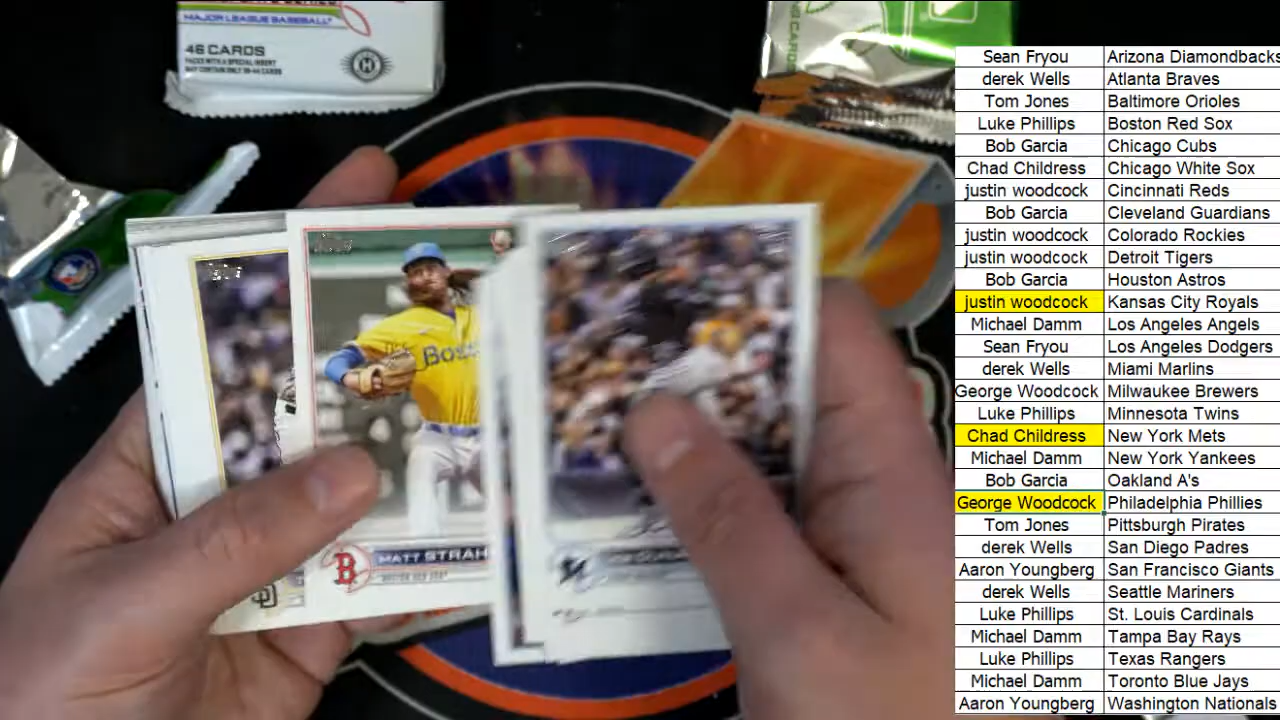 MAJOR LEAGUE BASEBALL
46 CARDS
MATT STRAH
BOSTON RED SOX
Sean Fryou Arizona Diamondbacks
derek Wells Atlanta Braves
Tom Jones Baltimore Orioles
Luke Phillips Boston Red Sox
Bob Garcia Chicago Cubs
Chad Childress Chicago White Sox
justin woodcock Cincinnati Reds
Bob Garcia Cleveland Guardians
justin woodcock Colorado Rockies
justin woodcock Detroit Tigers
Bob Garcia Houston Astros
justin woodcock Kansas City Royals
Michael Damm Los Angeles Angels
Sean Fryou Los Angeles Dodgers
derek Wells Miami Marlins
George Woodcock Milwaukee Brewers
Luke Phillips Minnesota Twins
Chad Childress New York Mets
Michael Damm New York Yankees
Bob Garcia Oakland A's
George Woodcock Philadelphia Phillies
Tom Jones Pittsburgh Pirates
derek Wells San Diego Padres
Aaron Youngberg San Francisco Giants
derek Wells Seattle Mariners
Luke Phillips St. Louis Cardinals
Michael Damm Tampa Bay Rays
Luke Phillips Texas Rangers
Michael Damm Toronto Blue Jays
Aaron Youngberg Washington Nationals